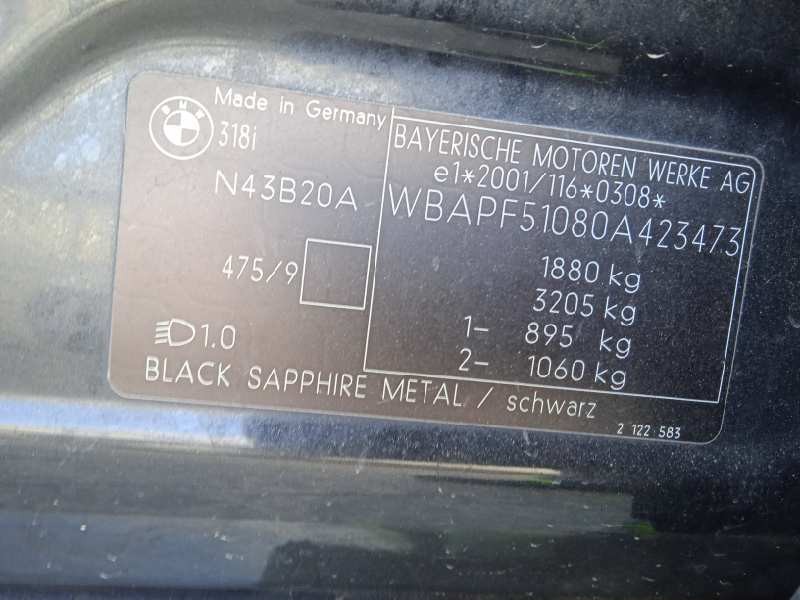 BMW
Made in Germany
318i
N43B20A
475/9
1.0
BAYERISCHE MOTOREN WERKE AG
e1*2001/116*0308*
WBAPF51080A423473
1880 kg
3205 kg
1- 895 kg
2- 1060 kg
BLACK SAPPHIRE METAL / schwarz
2 122 583